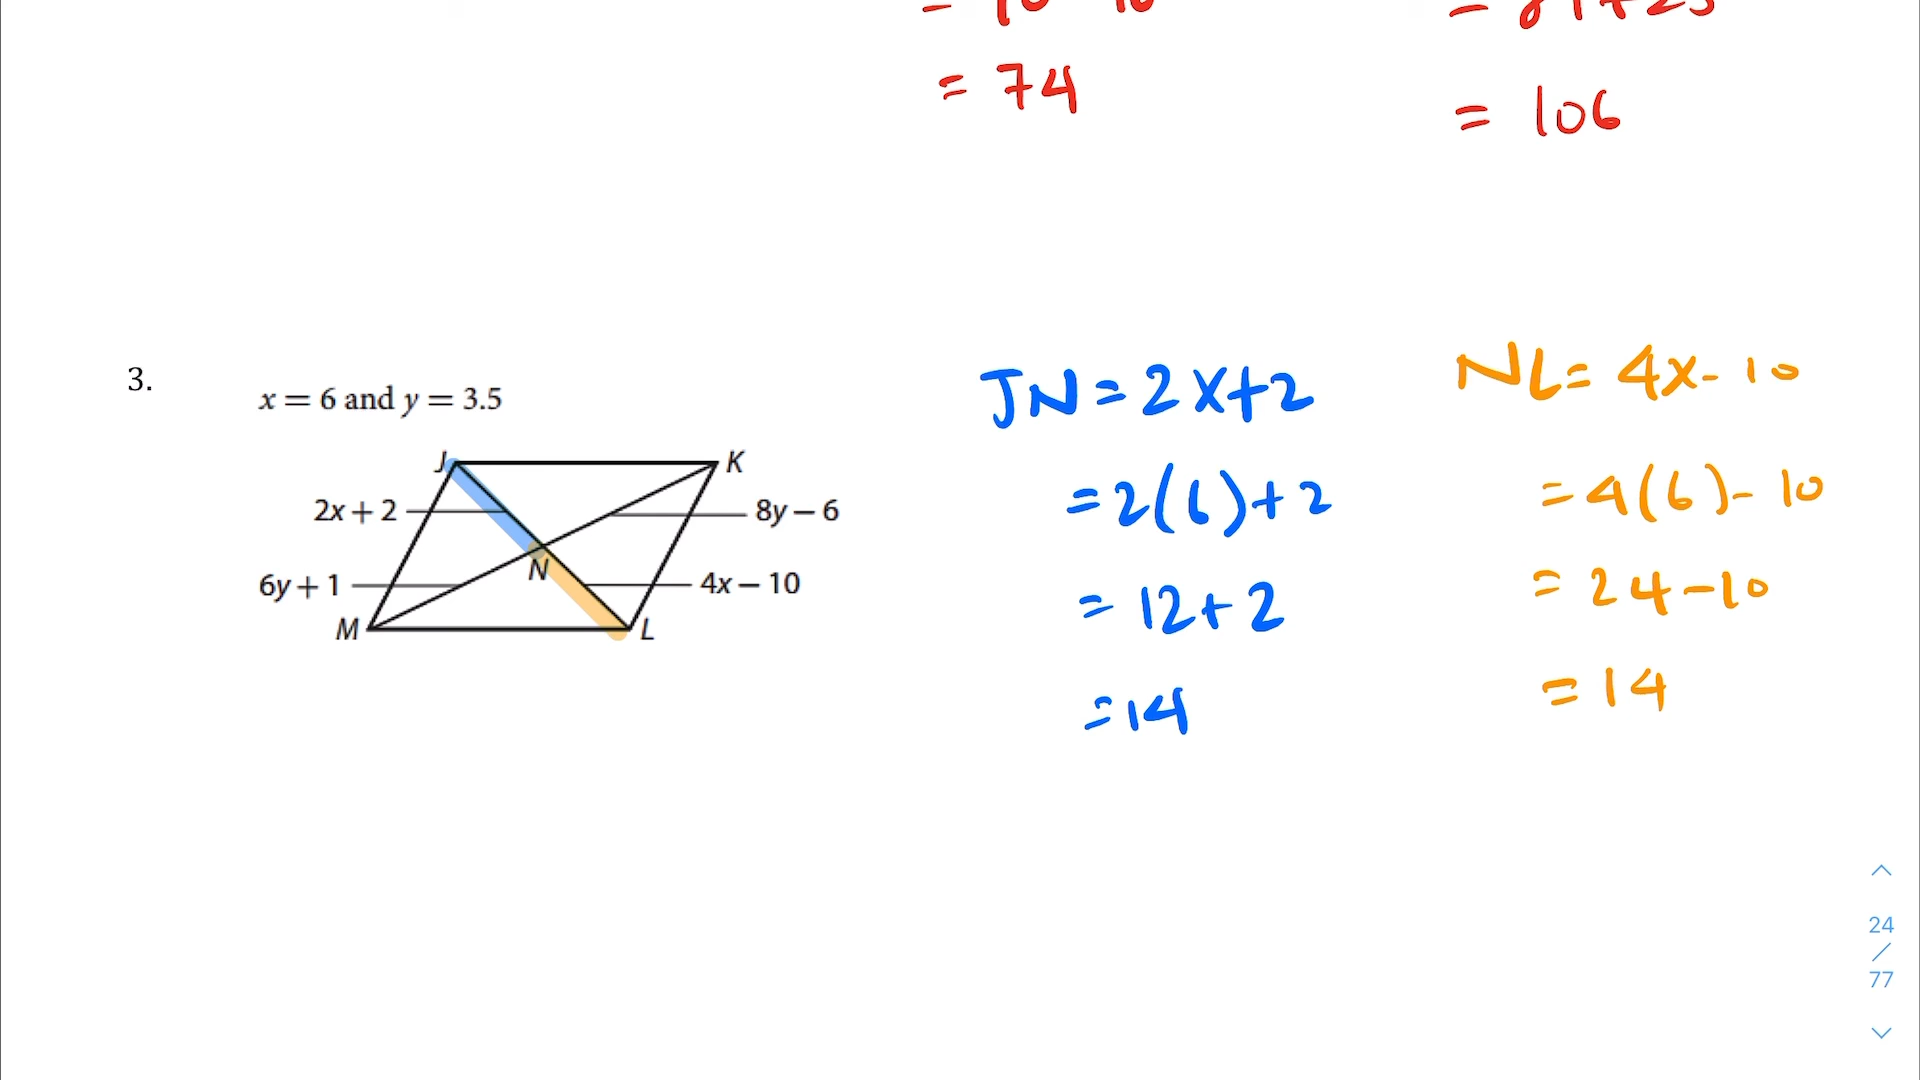 = 74
= 106
3.
x = 6 and y = 3.5
JN = 2x+2
NL = 4x - 10
J
K
2x + 2
8y – 6
= 2(6)+2
= 4(6) - 10
N
6y + 1
4x – 10
= 12+2
= 24-10
M
L
= 14
= 14
24
/
77